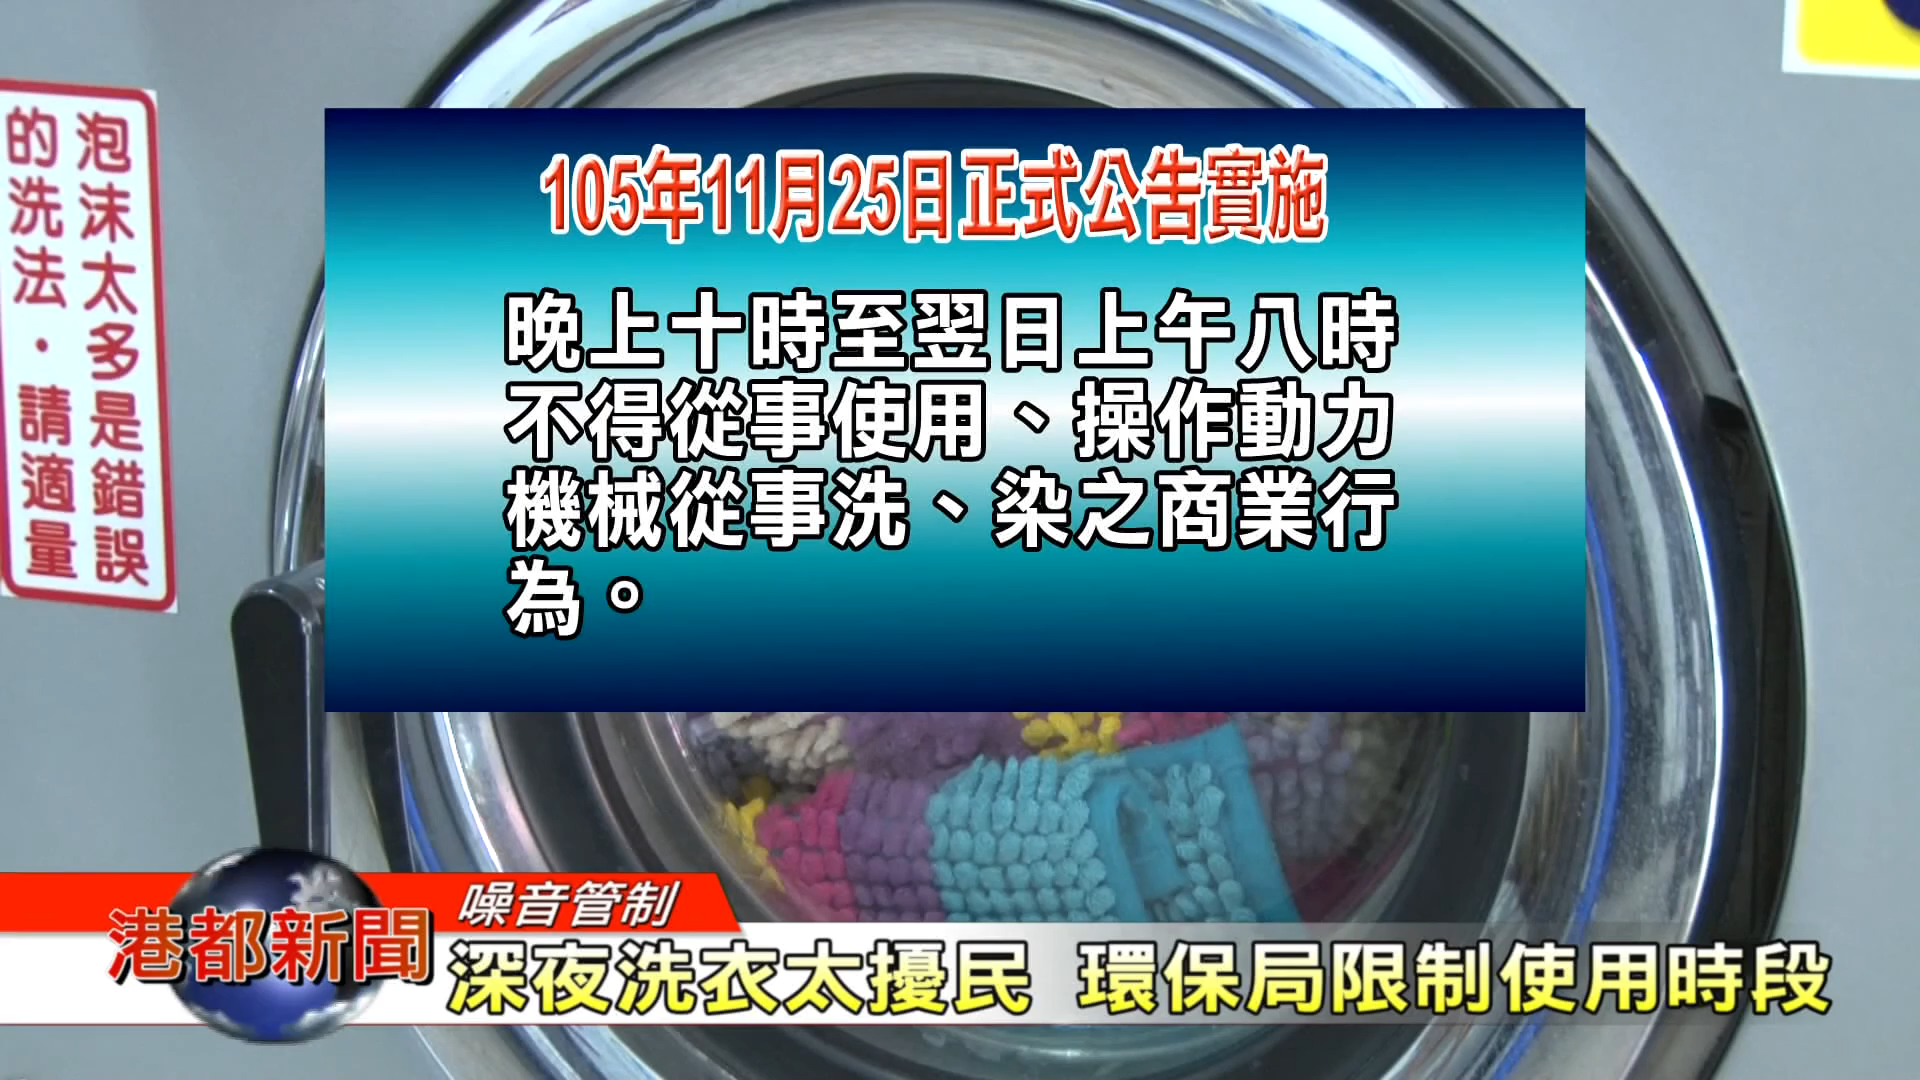 泡沫太多是錯誤
的洗法．請適量
105年11月25日正式公告實施
晚上十時至翌日上午八時
不得從事使用、操作動力
機械從事洗、染之商業行
為。
港都新聞
噪音管制
深夜洗衣太擾民 環保局限制使用時段